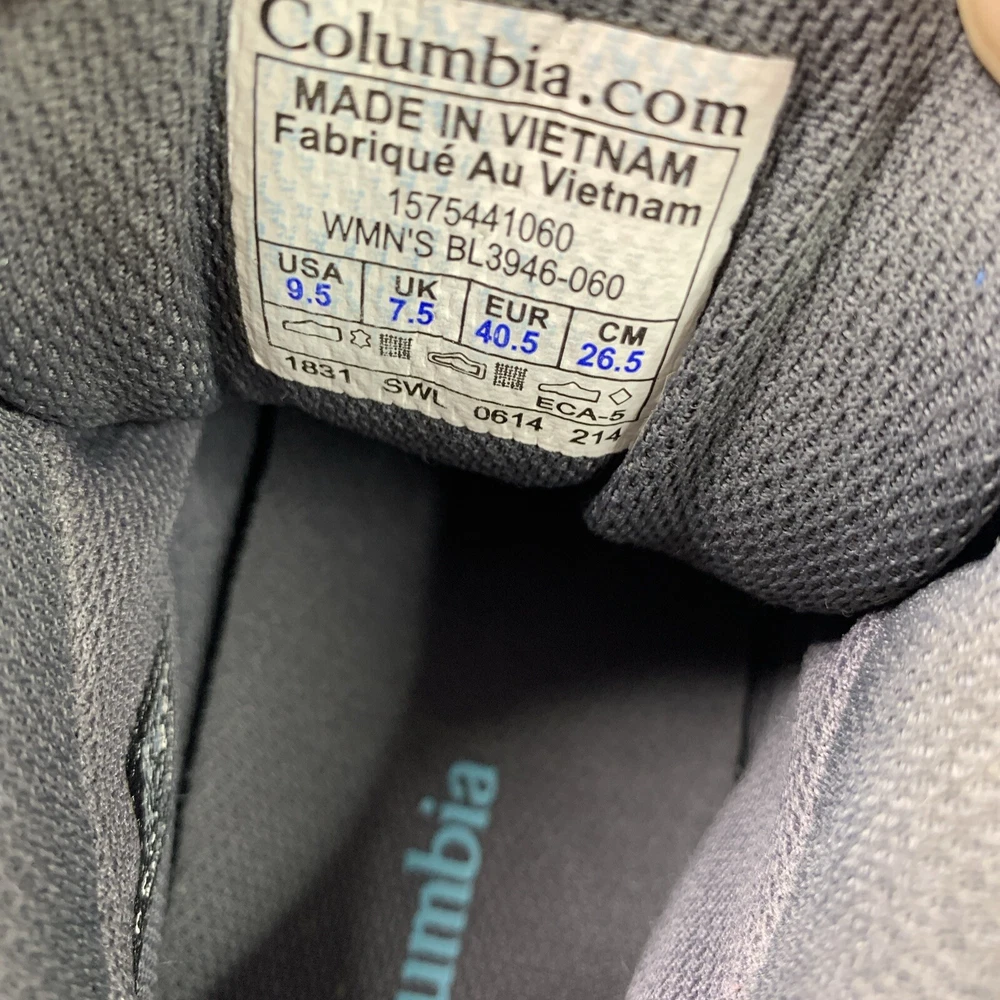 Columbia.com
MADE IN VIETNAM
Fabriqué Au Vietnam
1575441060
WMN'S BL3946-060
USA UK EUR CM
9.5 7.5 40.5 26.5
ECA-5
1831 SWL 0614 214
umbia